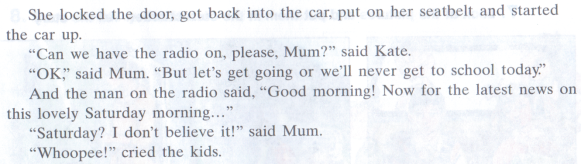 She locked the door, got back into the car, put on her seatbelt and started
the car up.
“Can we have the radio on, please, Mum?” said Kate.
“OK,” said Mum. “But let’s get going or we’ll never get to school today.”
And the man on the radio said, “Good morning! Now for the latest news on
this lovely Saturday morning...”
“Saturday? I don’t believe it!” said Mum.
“Whoopee!” cried the kids.